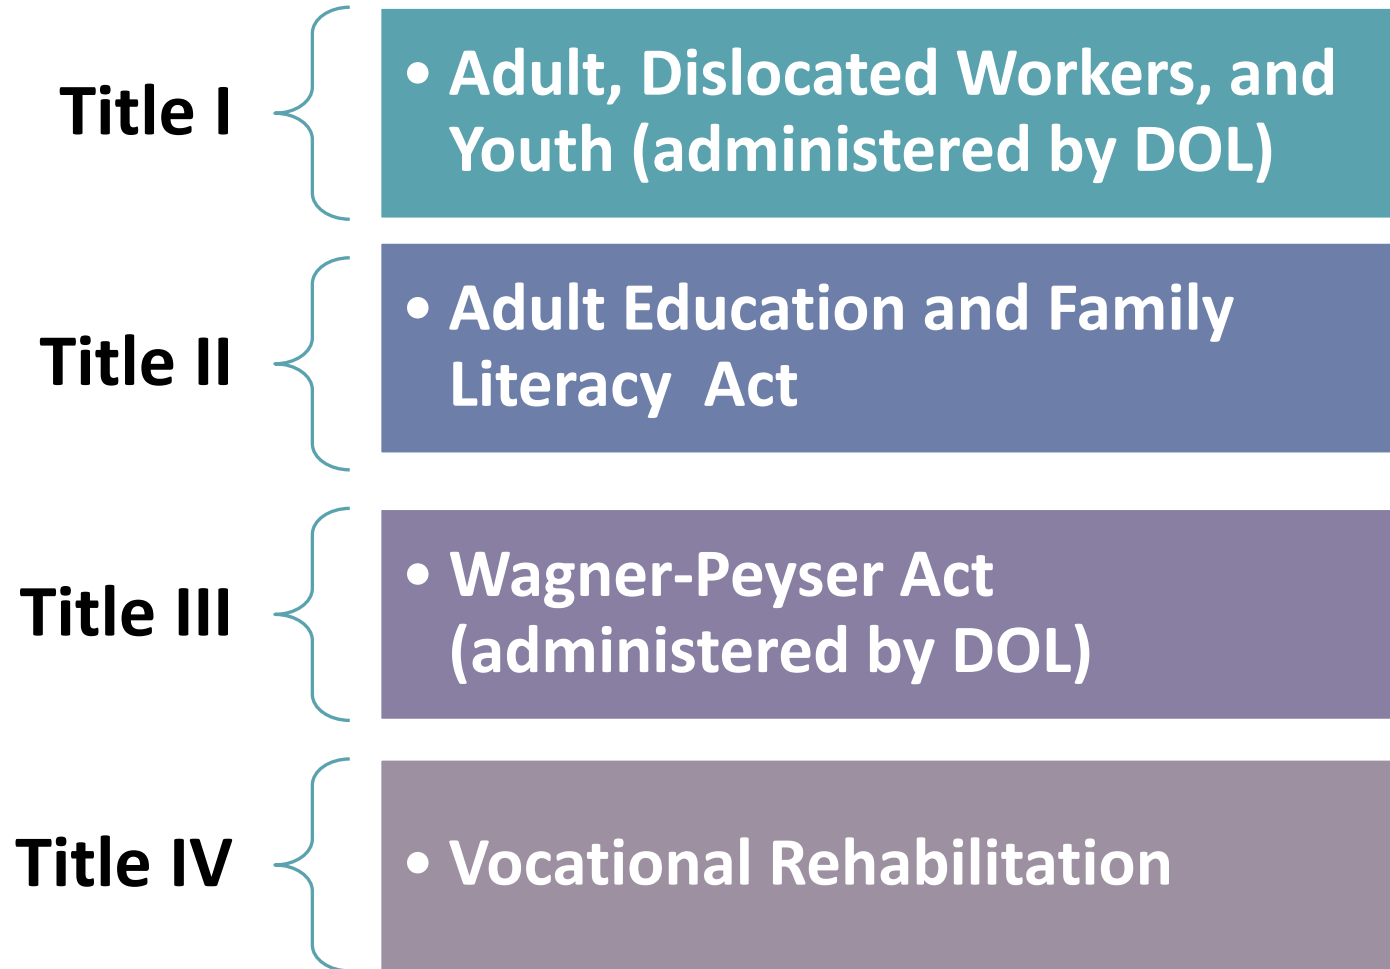 Title I
• Adult, Dislocated Workers, and
Youth (administered by DOL)
Title II
• Adult Education and Family
Literacy  Act
Title III
• Wagner-Peyser Act
(administered by DOL)
Title IV
• Vocational Rehabilitation